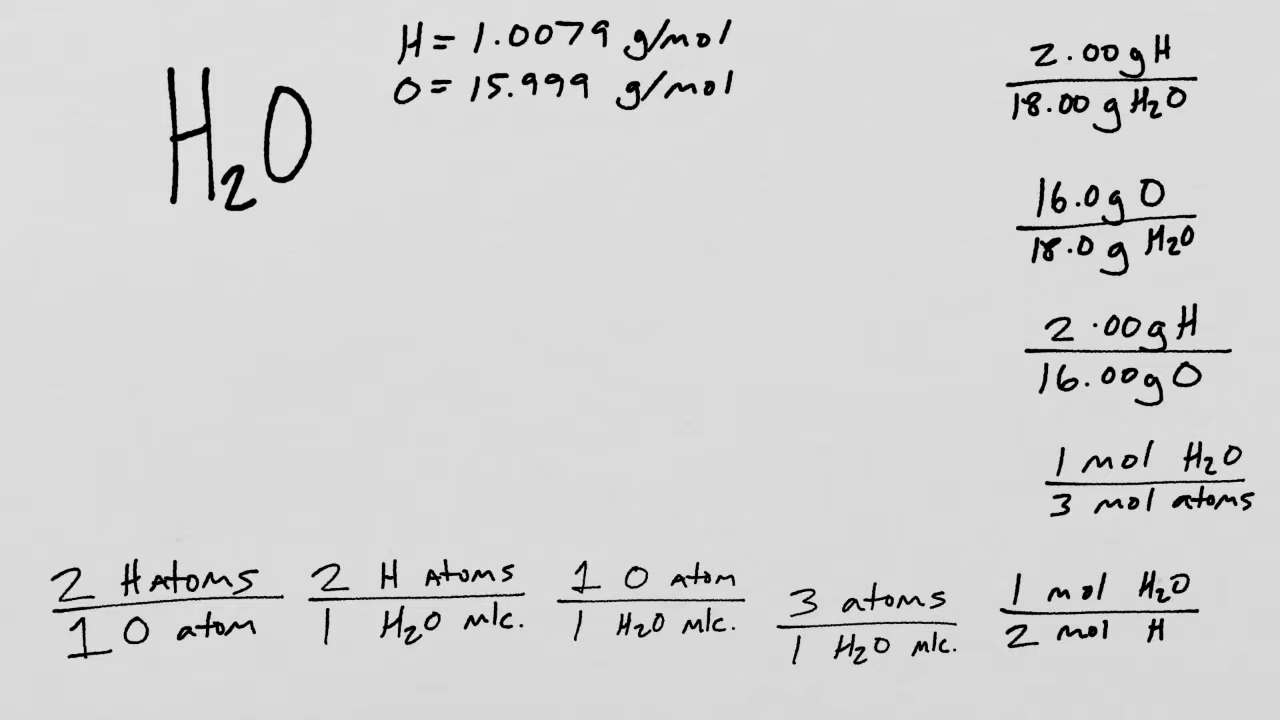 H₂O
H = 1.0079 g/mol
O = 15.999 g/mol
2.00 g H
18.00 g H₂O
16.0 g O
18.0 g H₂O
2.00 g H
16.00 g O
1 mol H₂O
3 mol atoms
2 H Atoms
1 O atom
2 H Atoms
1 H₂O mlc.
1 O atom
1 H₂O mlc.
3 atoms
1 H₂O mlc.
1 mol H₂O
2 mol H